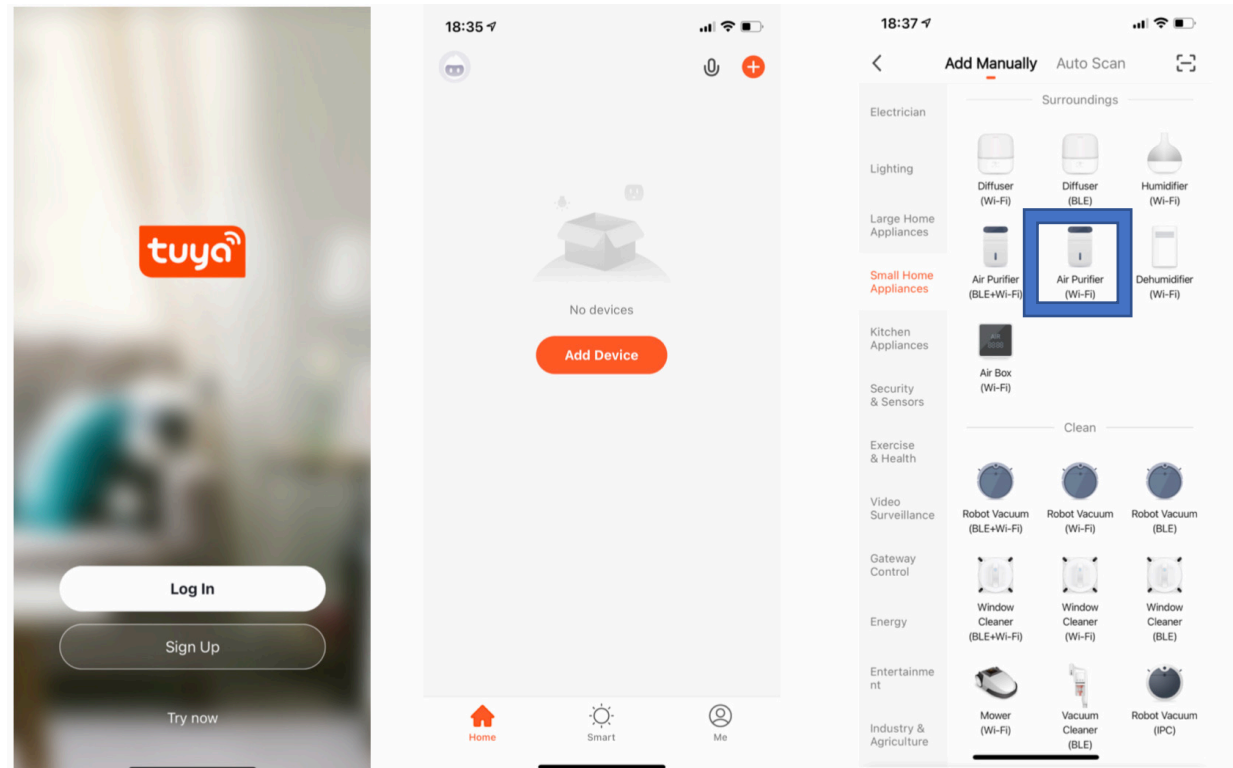 tuya
Log In
Sign Up
Try now
18:35
No devices
Add Device
Home
Smart
Me
18:37
Add Manually
Auto Scan
Electrician
Lighting
Large Home
Appliances
Small Home
Appliances
Kitchen
Appliances
Security
& Sensors
Exercise
& Health
Video
Surveillance
Gateway
Control
Energy
Entertainme
nt
Industry &
Agriculture
Surroundings
Diffuser
(Wi-Fi)
Diffuser
(BLE)
Humidifier
(Wi-Fi)
Air Purifier
(BLE+Wi-Fi)
Air Purifier
(Wi-Fi)
Dehumidifier
(Wi-Fi)
Air Box
(Wi-Fi)
Clean
Robot Vacuum
(BLE+Wi-Fi)
Robot Vacuum
(Wi-Fi)
Robot Vacuum
(BLE)
Window
Cleaner
(BLE+Wi-Fi)
Window
Cleaner
(Wi-Fi)
Window
Cleaner
(BLE)
Mower
(Wi-Fi)
Vacuum
Cleaner
(BLE)
Robot Vacuum
(IPC)